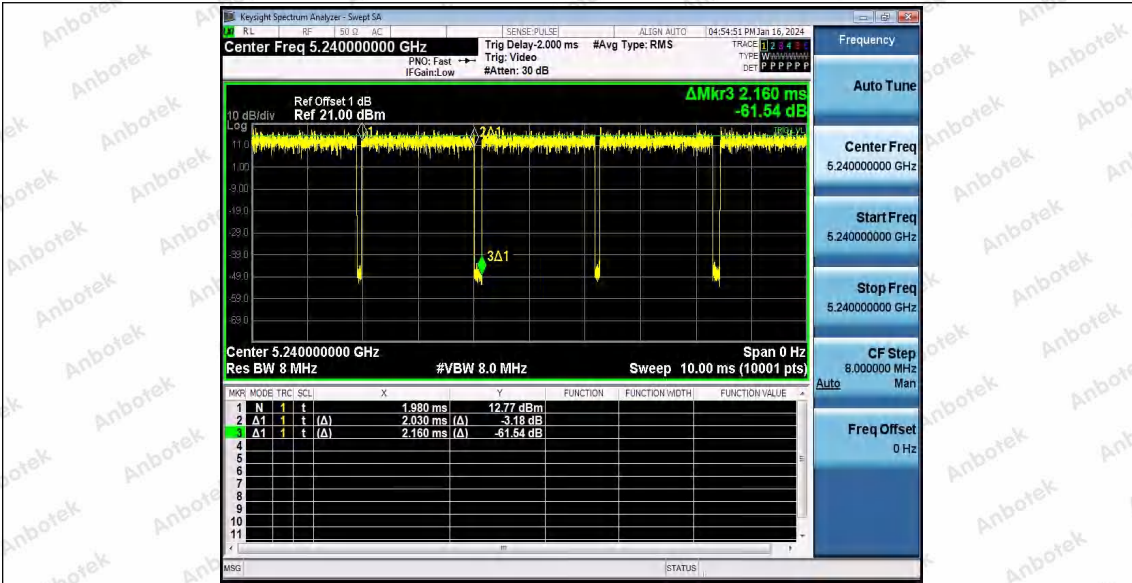 Keysight Spectrum Analyzer - Swept SA
RL RF 50 Ω AC SENSE:PULSE ALIGN AUTO 04:54:51 PM Jan 16, 2024
Center Freq 5.240000000 GHz
PNO: Fast
IFGain:Low
Trig Delay-2.000 ms
Trig: Video
#Atten: 30 dB
#Avg Type: RMS
TRACE 1 2 3 4 5 6
TYPE
DET P P P P P P
Frequency
Auto Tune
Center Freq
5.240000000 GHz
Start Freq
5.240000000 GHz
Stop Freq
5.240000000 GHz
CF Step
8.000000 MHz
Auto Man
Freq Offset
0 Hz
ΔMkr3 2.160 ms
-61.54 dB
Ref Offset 1 dB
10 dB/div Ref 21.00 dBm
Log
TRIG LVL
1
2Δ1
3Δ1
11.0
1.00
-9.00
-19.0
-29.0
-39.0
-49.0
-59.0
-69.0
Center 5.240000000 GHz Span 0 Hz
Res BW 8 MHz #VBW 8.0 MHz Sweep 10.00 ms (10001 pts)
MKR MODE TRC SCL X Y FUNCTION FUNCTION WIDTH FUNCTION VALUE
1 N 1 t 1.980 ms 12.77 dBm
2 Δ1 1 t (Δ) 2.030 ms (Δ) -3.18 dB
3 Δ1 1 t (Δ) 2.160 ms (Δ) -61.54 dB
4
5
6
7
8
9
10
11
MSG STATUS
Anbotek